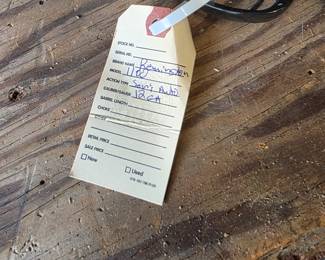 STOCK NO.
SERIAL NO.
BRAND NAME Remington
MODEL 1100
ACTION TYPE Semi Auto
CALIBER/GAUGE 12GA
BARREL LENGTH
CHOKE
RETAIL PRICE
SALE PRICE
☐ New ☐ Used